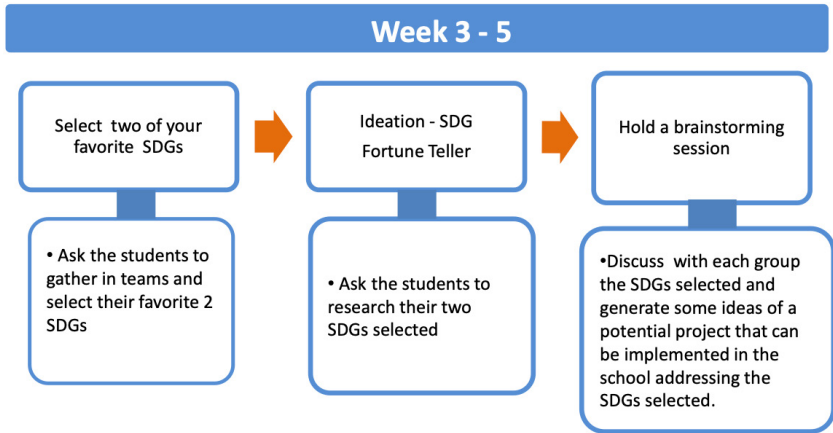 Week 3 - 5
Select two of your
favorite SDGs
Ideation - SDG
Fortune Teller
Hold a brainstorming
session
• Ask the students to
gather in teams and
select their favorite 2
SDGs
• Ask the students to
research their two
SDGs selected
•Discuss with each group
the SDGs selected and
generate some ideas of a
potential project that can
be implemented in the
school addressing the
SDGs selected.